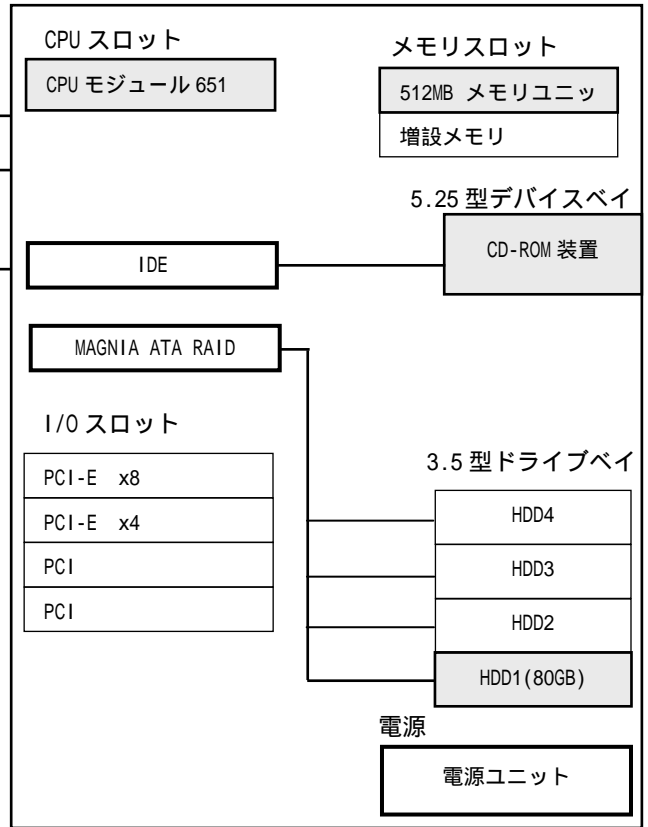 CPU スロット
CPU モジュール 651
メモリスロット
512MB メモリユニッ
増設メモリ
5.25 型デバイスベイ
CD-ROM 装置
IDE
MAGNIA ATA RAID
I/O スロット
PCI-E x8
PCI-E x4
PCI
PCI
3.5 型ドライブベイ
HDD4
HDD3
HDD2
HDD1(80GB)
電源
電源ユニット